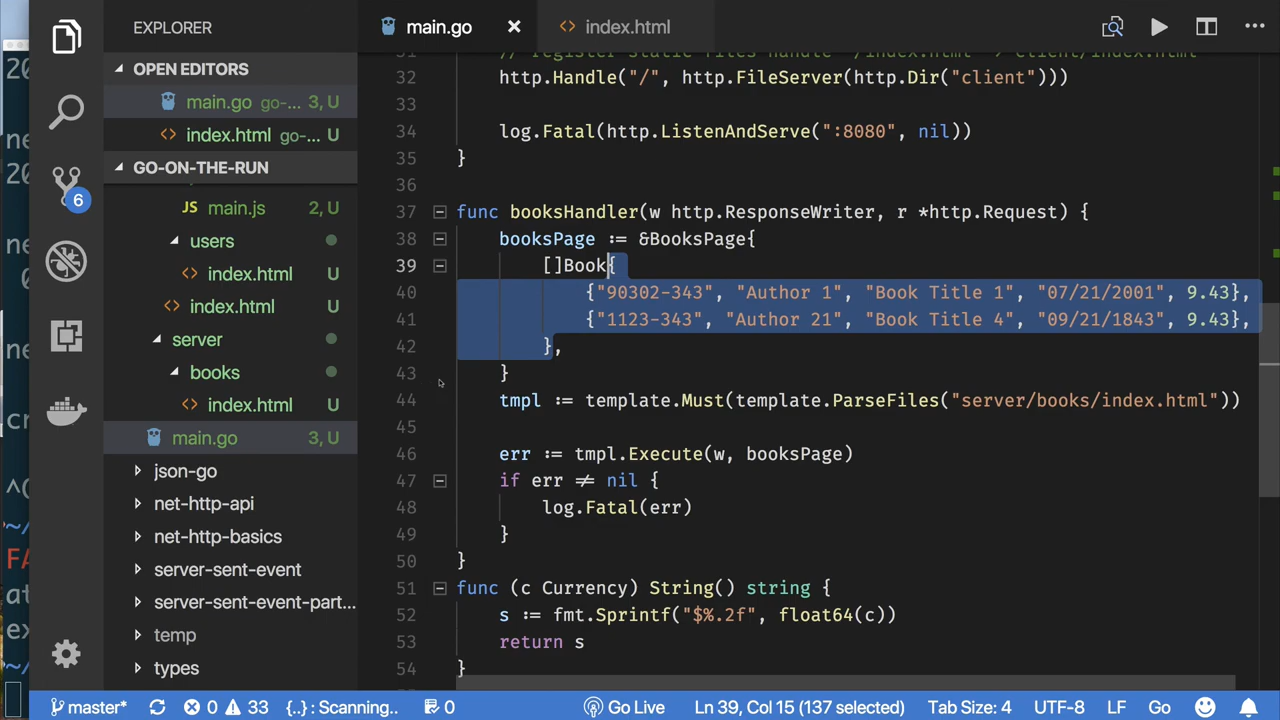 EXPLORER
OPEN EDITORS
main.go go-... 3, U
index.html go-... U
GO-ON-THE-RUN
JS main.js 2, U
users
index.html U
index.html U
server
books
index.html U
main.go 3, U
json-go
net-http-api
net-http-basics
server-sent-event
server-sent-event-part...
temp
types
6
main.go
index.html
32 http.Handle("/", http.FileServer(http.Dir("client")))
33
34 log.Fatal(http.ListenAndServe(":8080", nil))
35 }
36
37 func booksHandler(w http.ResponseWriter, r *http.Request) {
38 booksPage := &BooksPage{
39 []Book{
40 {"90302-343", "Author 1", "Book Title 1", "07/21/2001", 9.43},
41 {"1123-343", "Author 21", "Book Title 4", "09/21/1843", 9.43},
42 },
43 }
44 tmpl := template.Must(template.ParseFiles("server/books/index.html"))
45
46 err := tmpl.Execute(w, booksPage)
47 if err ≠ nil {
48 log.Fatal(err)
49 }
50 }
51 func (c Currency) String() string {
52 s := fmt.Sprintf("$%.2f", float64(c))
53 return s
54 }
master* 0 33 {..} : Scanning.. 0 Go Live Ln 39, Col 15 (137 selected) Tab Size: 4 UTF-8 LF Go